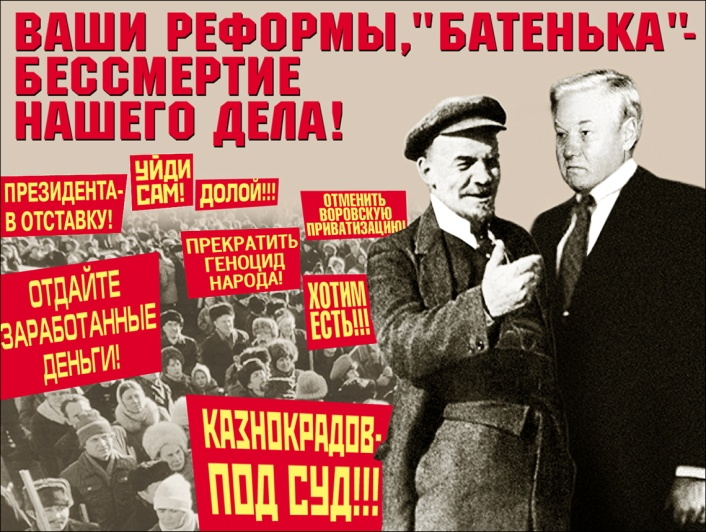 ВАШИ РЕФОРМЫ,"БАТЕНЬКА"-
БЕССМЕРТИЕ
НАШЕГО ДЕЛА!
ПРЕЗИДЕНТА-
В ОТСТАВКУ!
УЙДИ
САМ!
ДОЛОЙ!!!
ОТМЕНИТЬ
ВОРОВСКУЮ
ПРИВАТИЗАЦИЮ!
ПРЕКРАТИТЬ
ГЕНОЦИД
НАРОДА!
ОТДАЙТЕ
ЗАРАБОТАННЫЕ
ДЕНЬГИ!
ХОТИМ
ЕСТЬ!!!
КАЗНОКРАДОВ-
ПОД СУД!!!